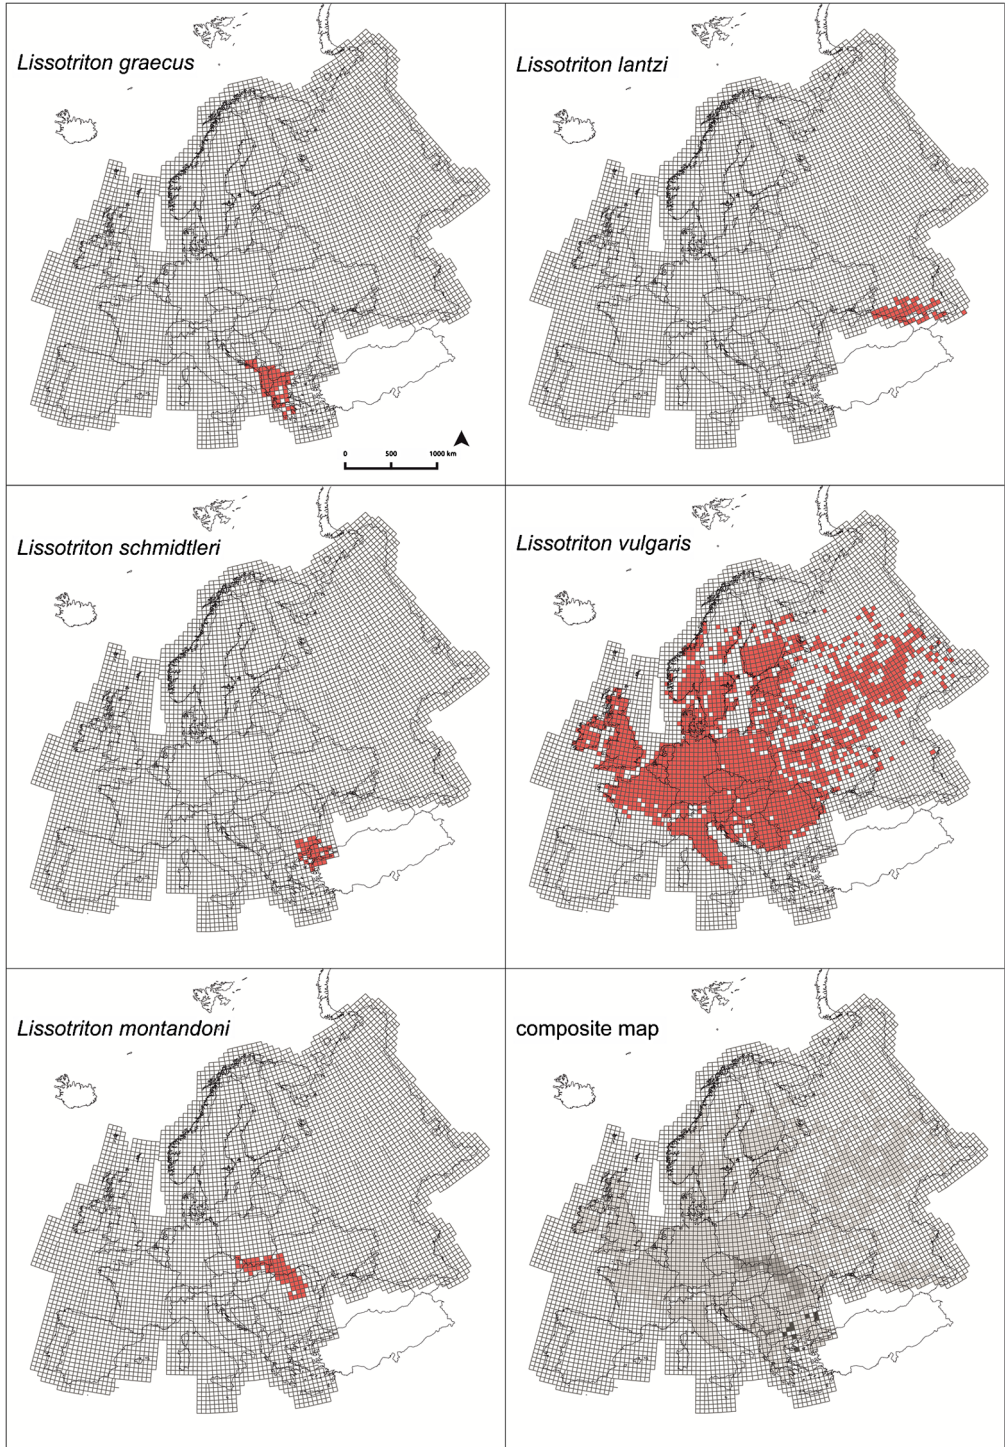 Lissotriton graecus
Lissotriton lantzi
0 500 1000 km
Lissotriton schmidtleri
Lissotriton vulgaris
Lissotriton montandoni
composite map